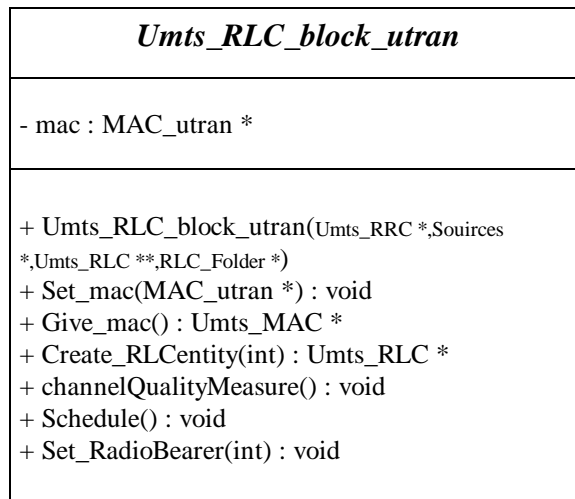 Umts_RLC_block_utran
- mac : MAC_utran *
+ Umts_RLC_block_utran(Umts_RRC *,Souirces
*,Umts_RLC **,RLC_Folder *)
+ Set_mac(MAC_utran *) : void
+ Give_mac() : Umts_MAC *
+ Create_RLCentity(int) : Umts_RLC *
+ channelQualityMeasure() : void
+ Schedule() : void
+ Set_RadioBearer(int) : void